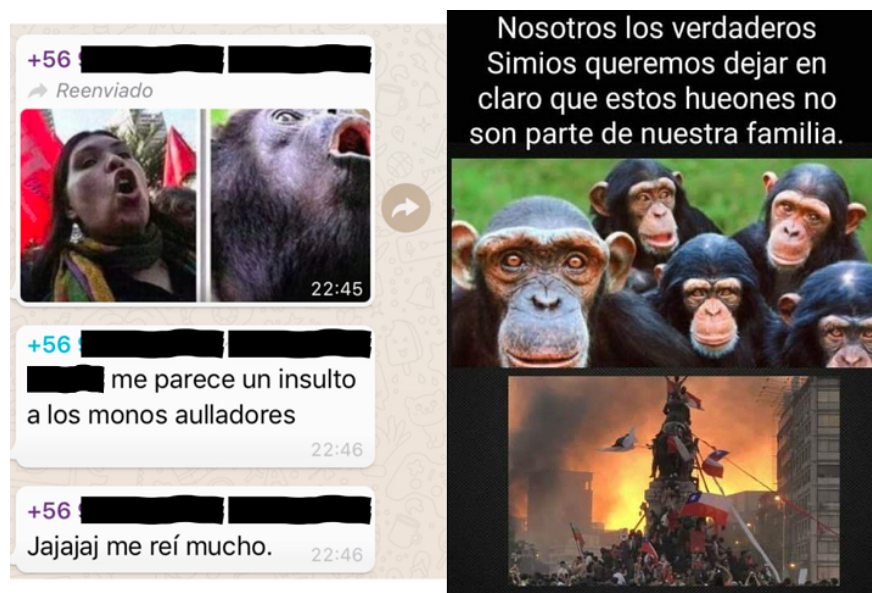 +56
Reenviado
22:45
+56
me parece un insulto
a los monos aulladores
22:46
+56
Jajajaj me reí mucho.
22:46
Nosotros los verdaderos
Simios queremos dejar en
claro que estos hueones no
son parte de nuestra familia.